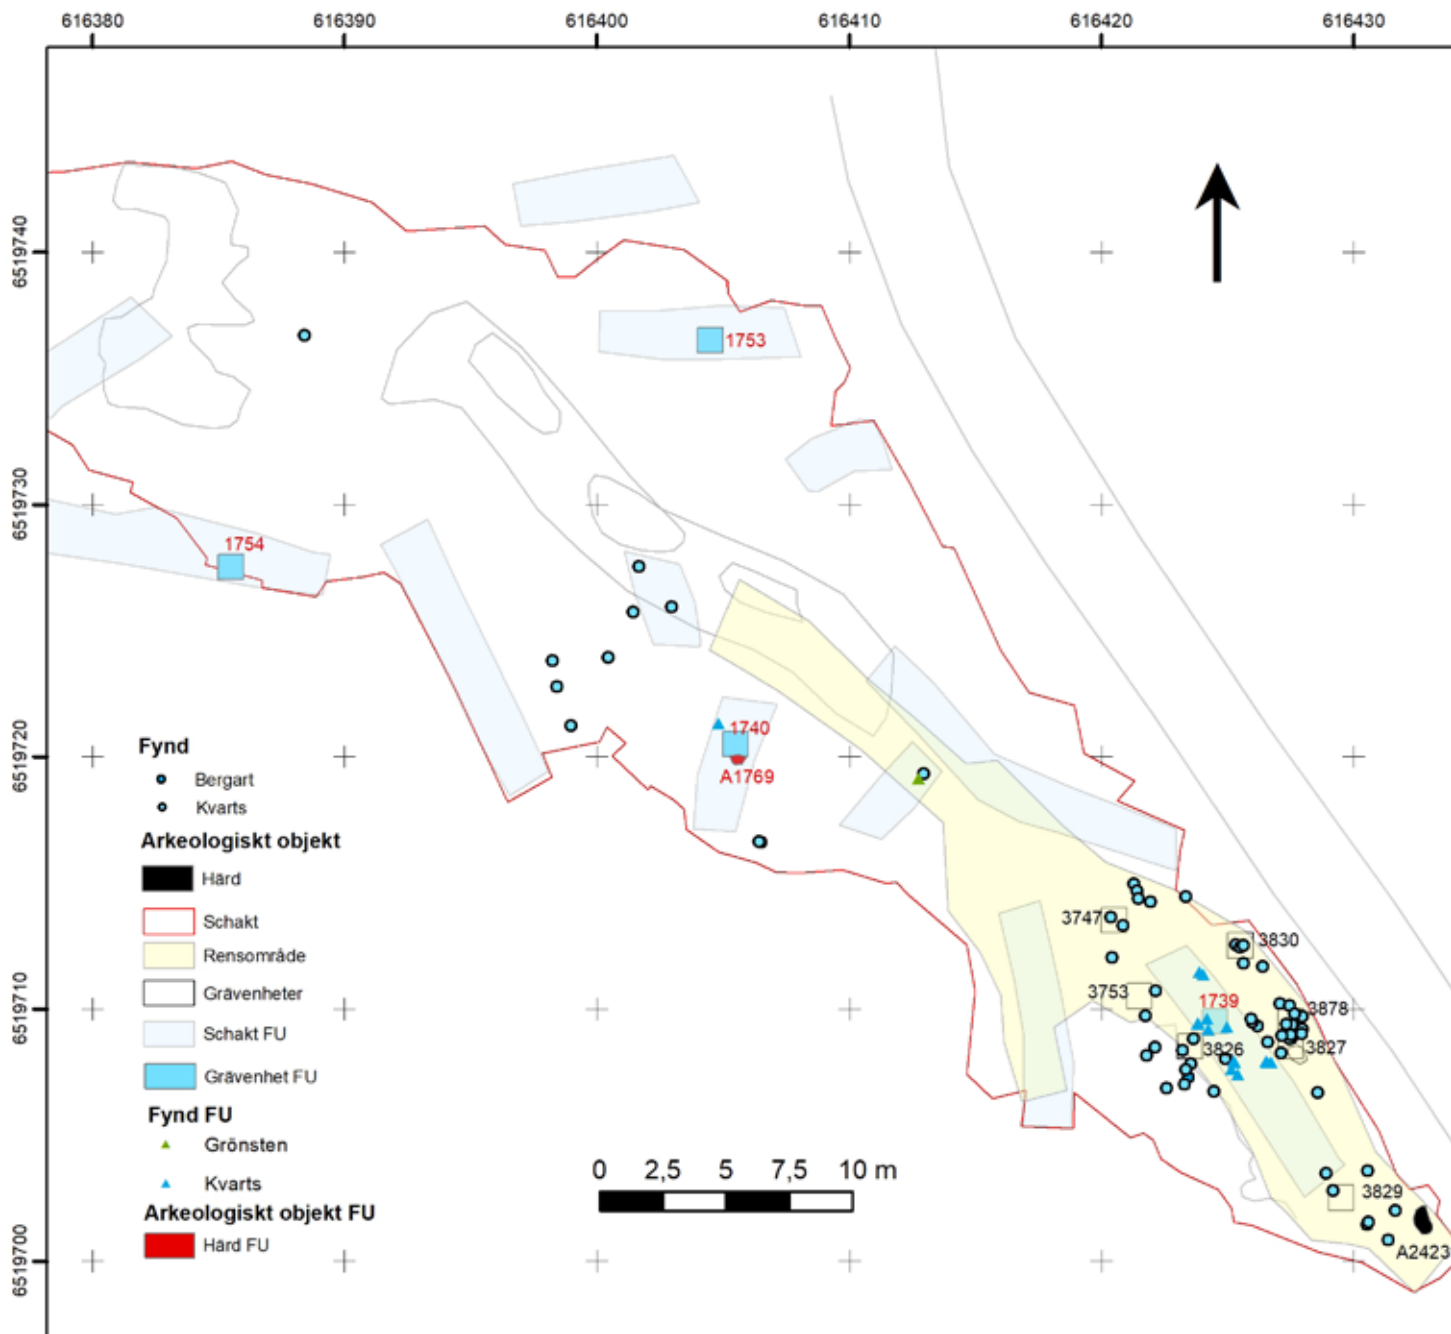 616380 616390 616400 616410 616420 616430
6519740
6519730
6519720
6519710
6519700
1753
1754
1740
A1769
3747
3830
3753
1739
3878
3826
3827
3829
A2423
Fynd
Bergart
Kvarts
Arkeologiskt objekt
Härd
Schakt
Rensområde
Grävenheter
Schakt FU
Grävenhet FU
Fynd FU
Grönsten
Kvarts
Arkeologiskt objekt FU
Härd FU
0 2,5 5 7,5 10 m